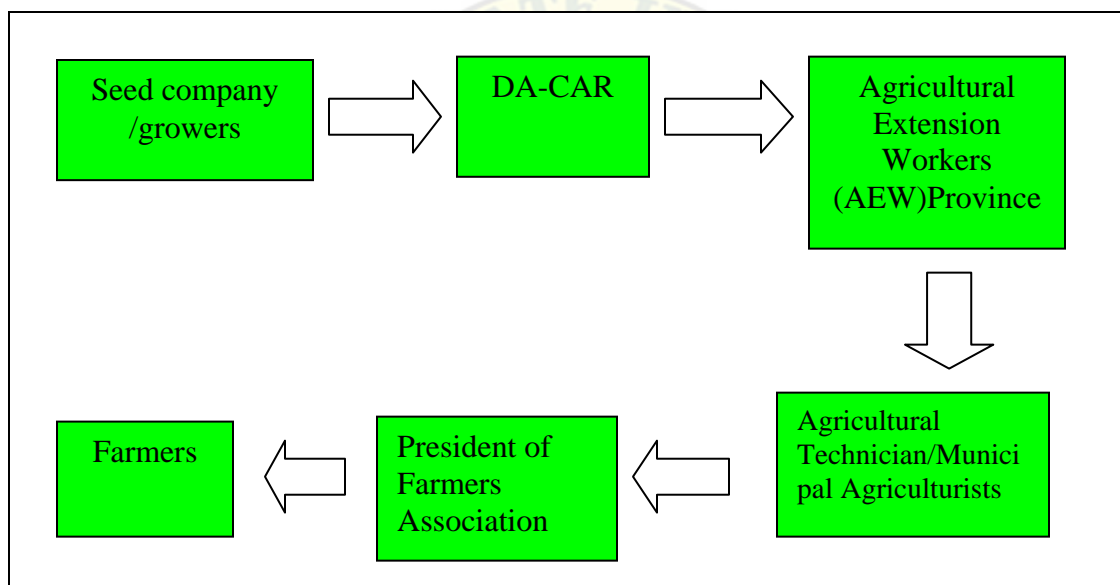 Seed company
/growers
DA-CAR
Agricultural
Extension
Workers
(AEW)Province
Agricultural
Technician/Munici
pal Agriculturists
President of
Farmers
Association
Farmers